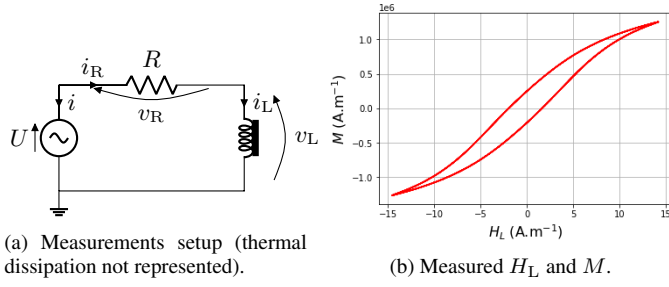 i_R
R
i
i_L
v_R
U
v_L
(a) Measurements setup (thermal
dissipation not represented).
1e6
1.0
0.5
0.0
−0.5
−1.0
M (A.m⁻¹)
−15 −10 −5 0 5 10 15
H_L (A.m⁻¹)
(b) Measured H_L and M.